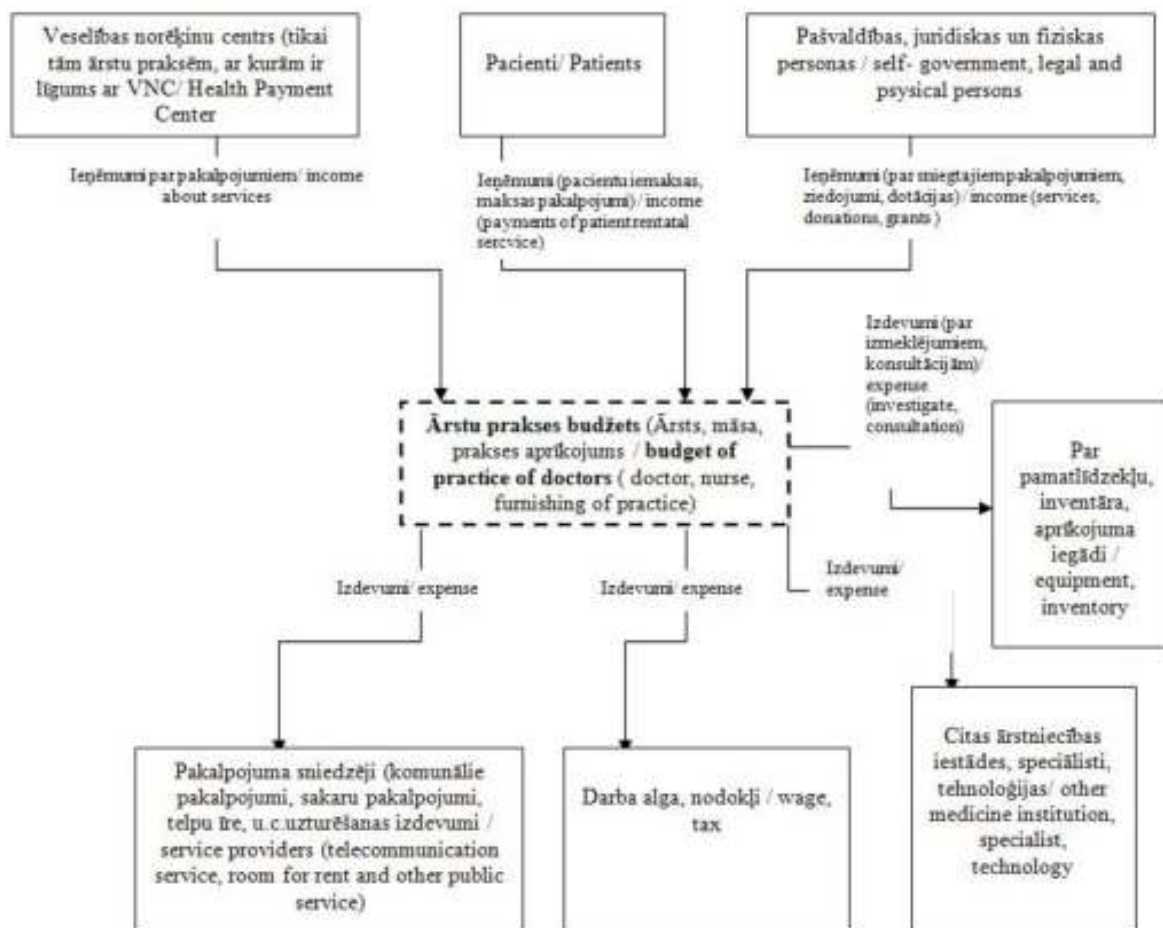 Veselības norēķinu centrs (tikai
tām ārstu praksēm, ar kurām ir
līgums ar VNC/ Health Payment
Center
Pacienti/ Patients
Pašvaldības, juridiskas un fiziskas
personas / self- government, legal and
psysical persons
Ieņēmumi par pakalpojumiem/ income
about services
Ieņēmumi (pacientu iemaksas,
maksas pakalpojumi)/ income
(payments of patient rentatal
sercvice)
Ieņēmumi (par sniegtajiem pakalpojumiem,
ziedojumi, dotācijas)/ income (services,
donations, grants )
Izdevumi (par
izmeklējumiem,
konsultācijām)/
expense
(investigate,
consultation)
Ārstu prakses budžets (Ārsts, māsa,
prakses aprīkojums / budget of
practice of doctors ( doctor, nurse,
furnishing of practice)
Par
pamatlīdzekļu,
inventāra,
aprīkojuma
iegādi /
equipment,
inventory
Izdevumi/ expense
Izdevumi/ expense
Izdevumi/
expense
Pakalpojuma sniedzēji (komunālie
pakalpojumi, sakaru pakalpojumi,
telpu īre, u.c.uzturēšanas izdevumi /
service providers (telecommunication
service, room for rent and other public
service)
Darba alga, nodokļi / wage,
tax
Citas ārstniecības
iestādes, speciālisti,
tehnoloģijas/ other
medicine institution,
specialist,
technology